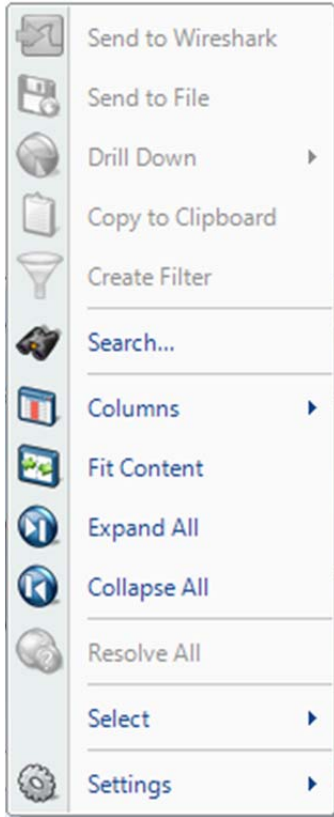 Send to Wireshark
Send to File
Drill Down
Copy to Clipboard
Create Filter
Search...
Columns
Fit Content
Expand All
Collapse All
Resolve All
Select
Settings